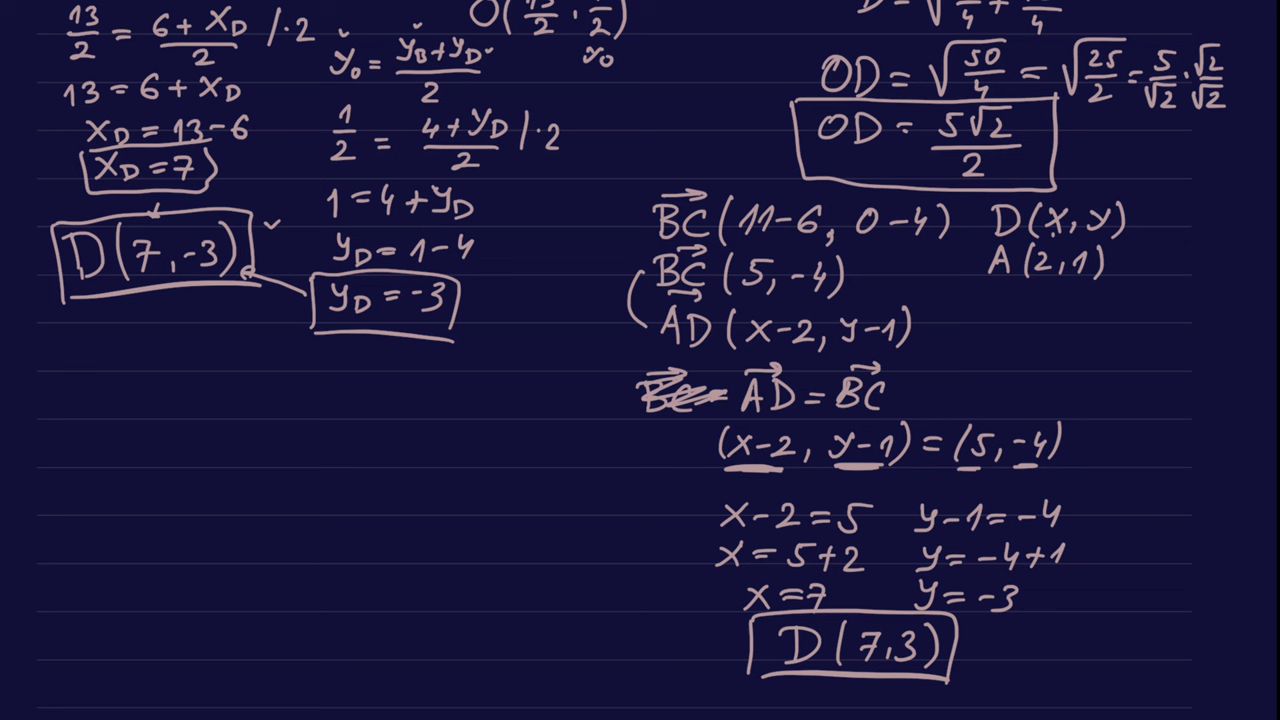 13/2 = 6 + x_D / 2 /·2
13 = 6 + x_D
x_D = 13 - 6
x_D = 7
D(7, -3)
y_0 = y_B + y_D / 2
1/2 = 4 + y_D / 2 /·2
1 = 4 + y_D
y_D = 1 - 4
y_D = -3
x_0
OD = √50/4 = √25/2 = 5/√2 · √2/√2
OD = 5√2/2
BC (11-6, 0-4) D(x, y)
BC (5, -4) A(2, 1)
AD (x-2, y-1)
AD = BC
(x-2, y-1) = (5, -4)
x - 2 = 5 y - 1 = -4
x = 5 + 2 y = -4 + 1
x = 7 y = -3
D(7,3)